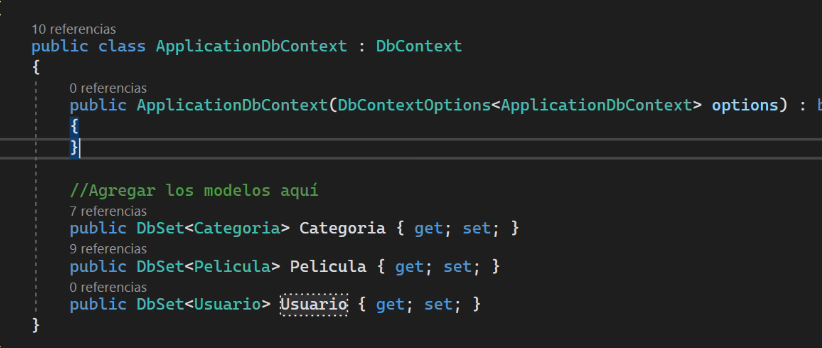 10 referencias
public class ApplicationDbContext : DbContext
{
0 referencias
public ApplicationDbContext(DbContextOptions<ApplicationDbContext> options) :
{
}
//Agregar los modelos aquí
7 referencias
public DbSet<Categoria> Categoria { get; set; }
9 referencias
public DbSet<Pelicula> Pelicula { get; set; }
0 referencias
public DbSet<Usuario> Usuario { get; set; }
}